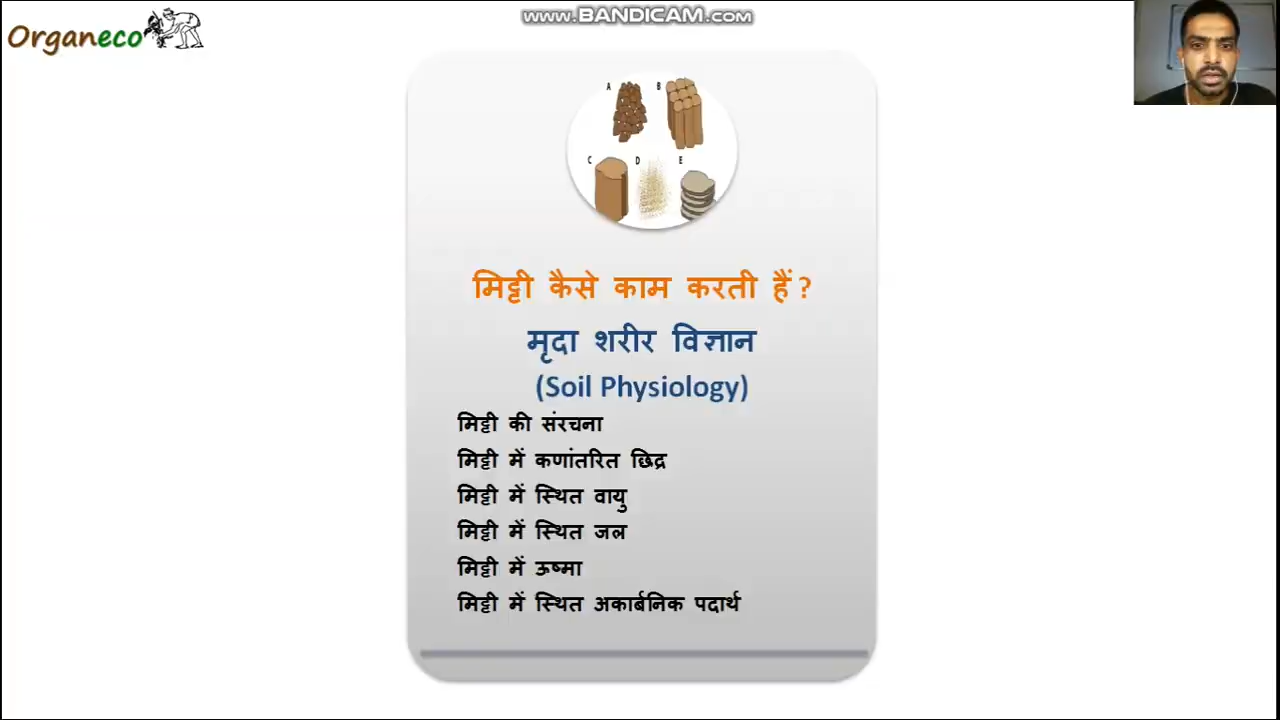 www.BANDICAM.com
Organeco
A B
C D E
मिट्टी कैसे काम करती हैं ?
मृदा शरीर विज्ञान
(Soil Physiology)
मिट्टी की संरचना
मिट्टी में कणांतरित छिद्र
मिट्टी में स्थित वायु
मिट्टी में स्थित जल
मिट्टी में ऊष्मा
मिट्टी में स्थित अकार्बनिक पदार्थ